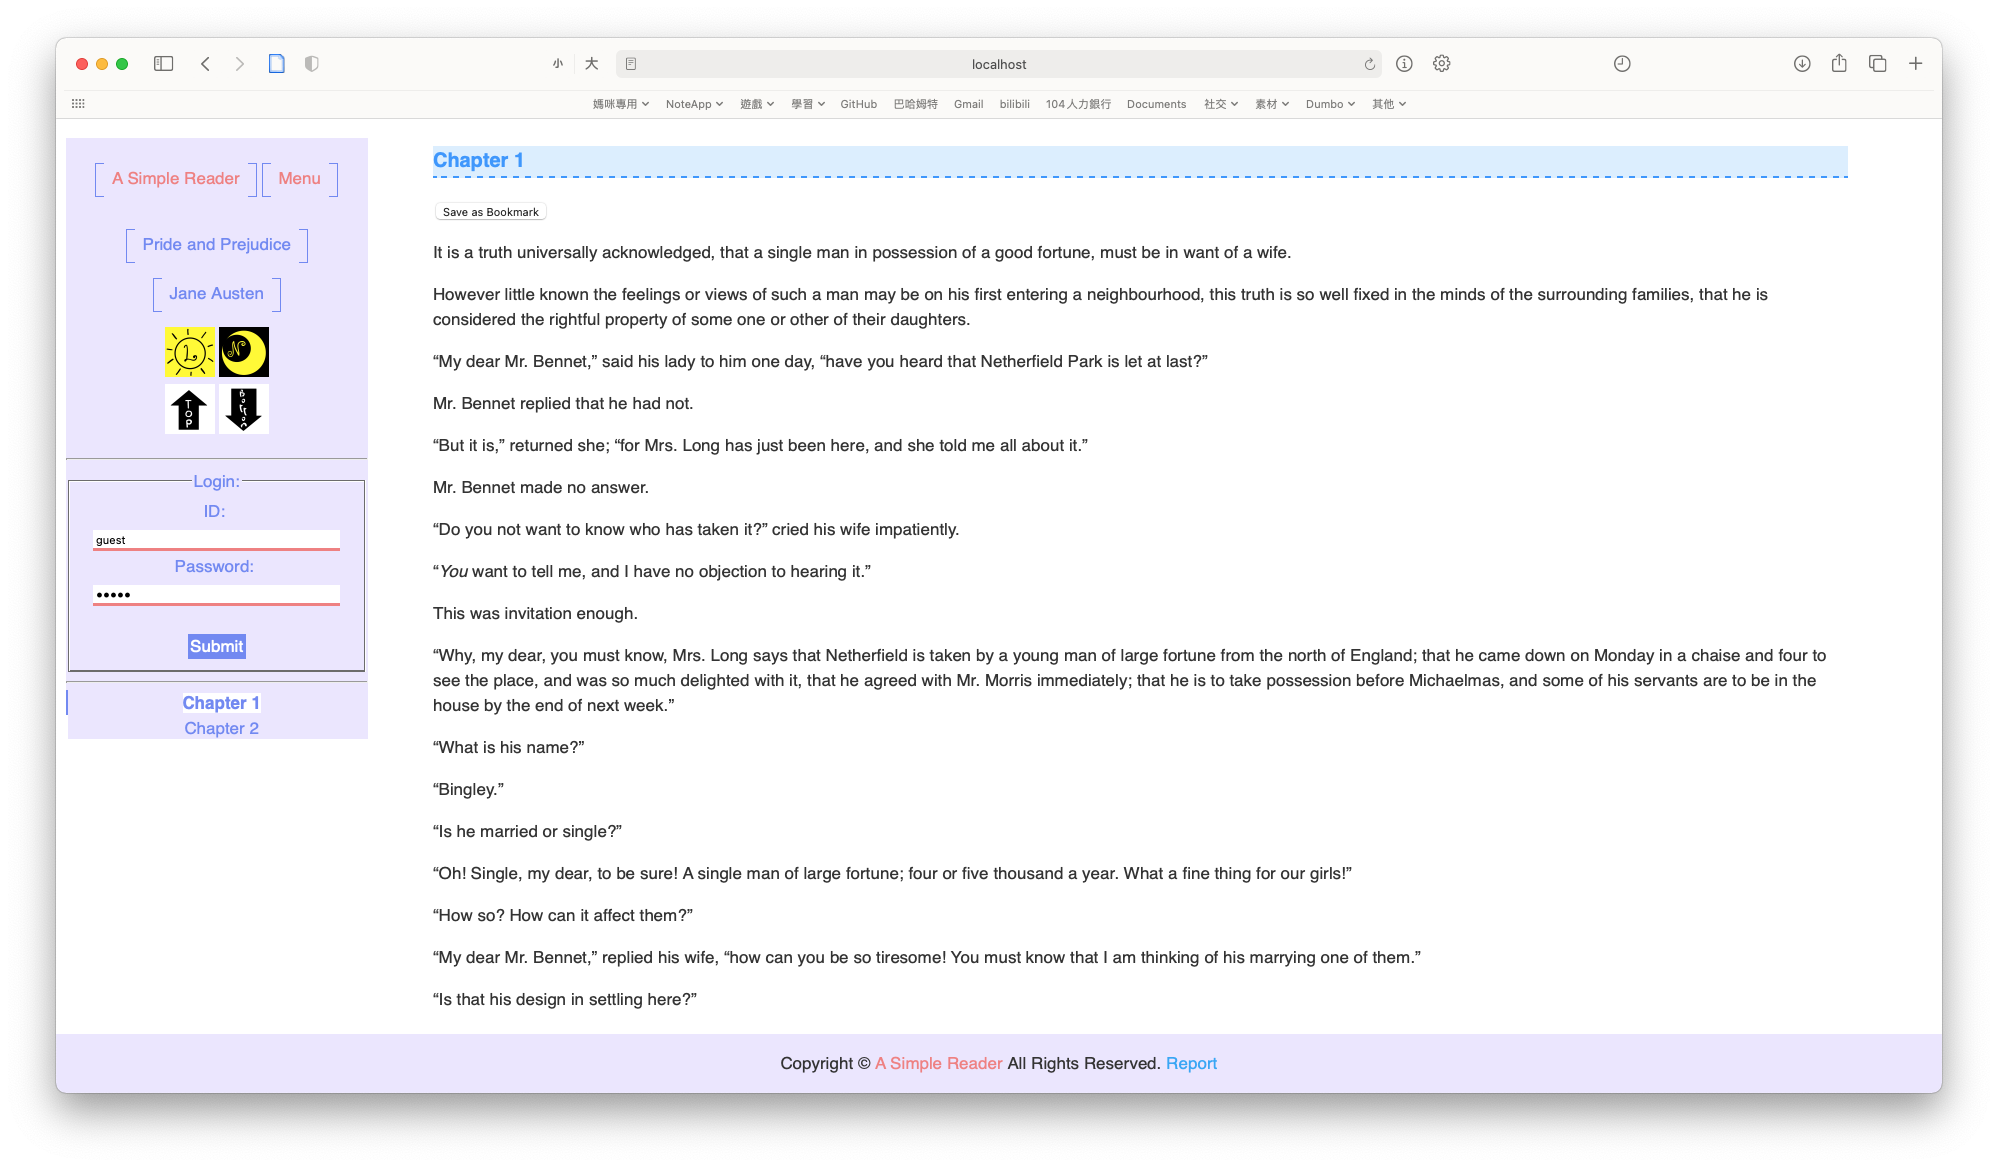 小 大 localhost
媽咪專用 NoteApp 遊戲 學習 GitHub 巴哈姆特 Gmail bilibili 104人力銀行 Documents 社交 素材 Dumbo 其他
A Simple Reader Menu
Pride and Prejudice
Jane Austen
L N
TOP Bottom
Login:
ID:
guest
Password:
•••••
Submit
Chapter 1
Chapter 2
Chapter 1
Save as Bookmark
It is a truth universally acknowledged, that a single man in possession of a good fortune, must be in want of a wife.
However little known the feelings or views of such a man may be on his first entering a neighbourhood, this truth is so well fixed in the minds of the surrounding families, that he is
considered the rightful property of some one or other of their daughters.
“My dear Mr. Bennet,” said his lady to him one day, “have you heard that Netherfield Park is let at last?”
Mr. Bennet replied that he had not.
“But it is,” returned she; “for Mrs. Long has just been here, and she told me all about it.”
Mr. Bennet made no answer.
“Do you not want to know who has taken it?” cried his wife impatiently.
“You want to tell me, and I have no objection to hearing it.”
This was invitation enough.
“Why, my dear, you must know, Mrs. Long says that Netherfield is taken by a young man of large fortune from the north of England; that he came down on Monday in a chaise and four to
see the place, and was so much delighted with it, that he agreed with Mr. Morris immediately; that he is to take possession before Michaelmas, and some of his servants are to be in the
house by the end of next week.”
“What is his name?”
“Bingley.”
“Is he married or single?”
“Oh! Single, my dear, to be sure! A single man of large fortune; four or five thousand a year. What a fine thing for our girls!”
“How so? How can it affect them?”
“My dear Mr. Bennet,” replied his wife, “how can you be so tiresome! You must know that I am thinking of his marrying one of them.”
“Is that his design in settling here?”
Copyright © A Simple Reader All Rights Reserved. Report